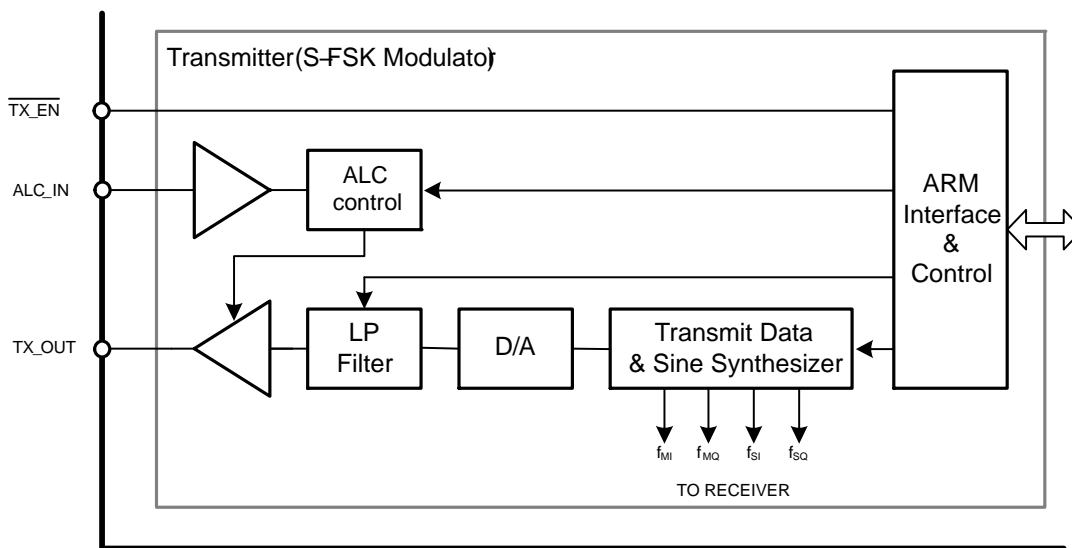 Transmitter(S-FSK Modulator)
TX_EN
ALC_IN
ALC
control
ARM
Interface
&
Control
TX_OUT
LP
Filter
D/A
Transmit Data
& Sine Synthesizer
fMI fMQ fSI fSQ
TO RECEIVER